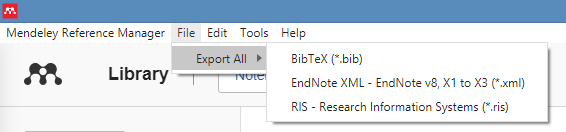 Mendeley Reference Manager File Edit Tools Help
Export All
BibTeX (*.bib)
EndNote XML - EndNote v8, X1 to X3 (*.xml)
RIS - Research Information Systems (*.ris)
Library